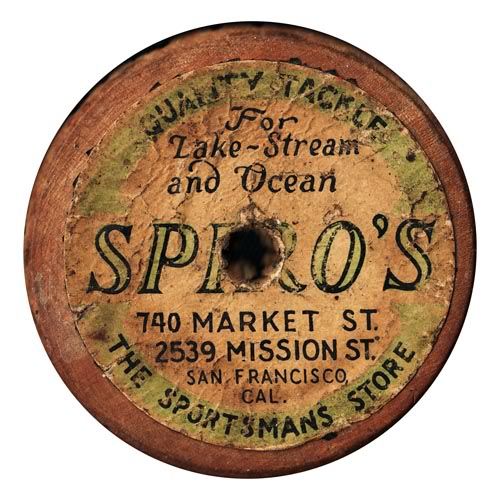 QUALITY TACKLE
For
Lake-Stream
and Ocean
SPIRO'S
740 MARKET ST.
2539 MISSION ST.
SAN FRANCISCO,
CAL.
THE SPORTSMANS STORE